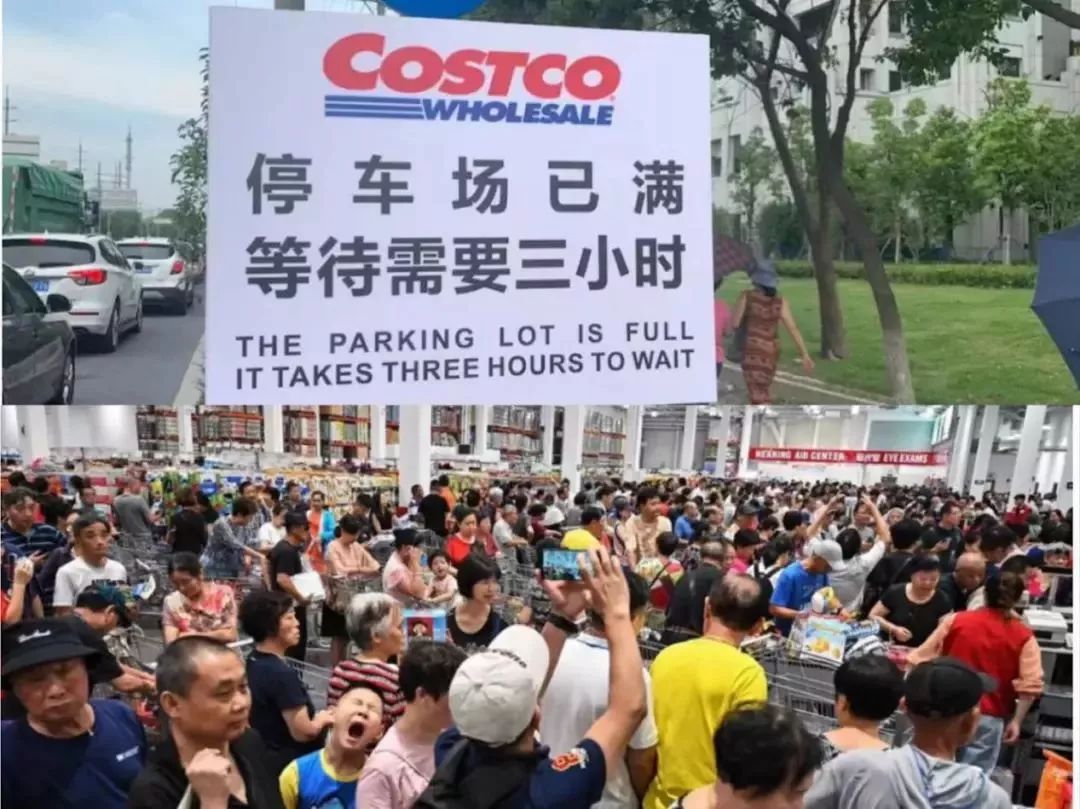 COSTCO
WHOLESALE
停车场已满
等待需要三小时
THE PARKING LOT IS FULL
IT TAKES THREE HOURS TO WAIT
HEARING AID CENTER
EYE EXAMS